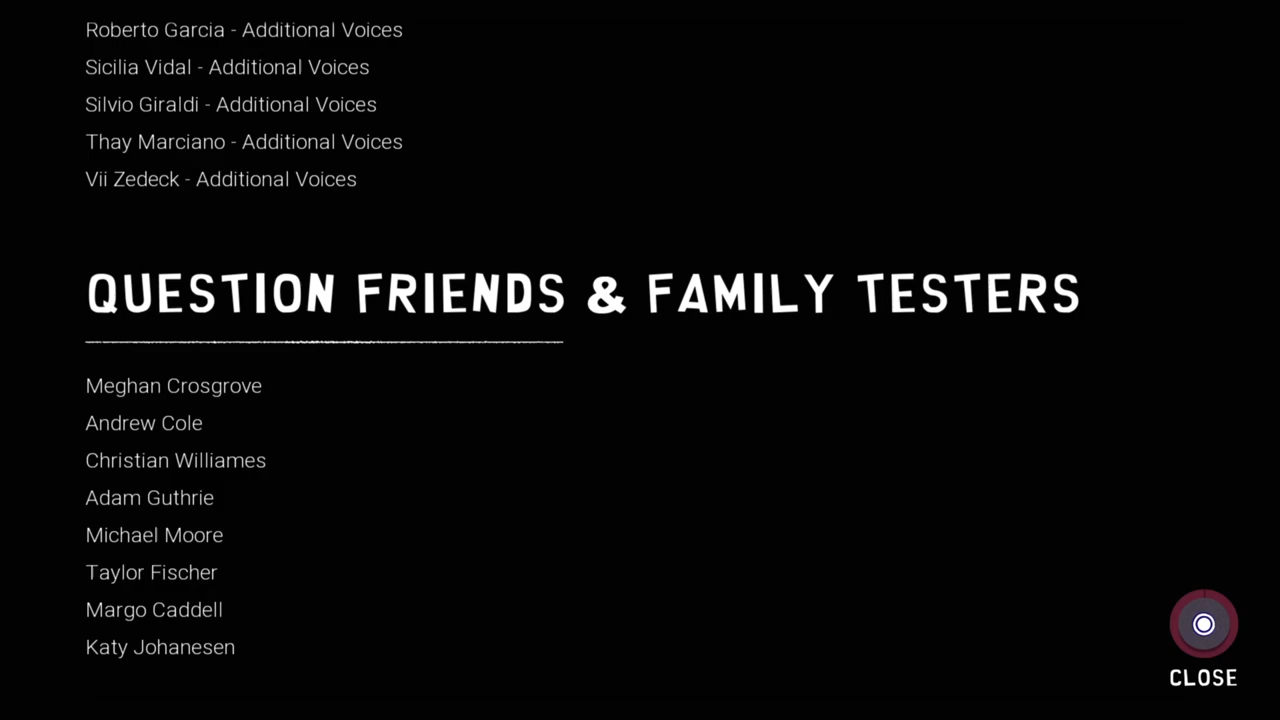 Roberto Garcia - Additional Voices
Sicilia Vidal - Additional Voices
Silvio Giraldi - Additional Voices
Thay Marciano - Additional Voices
Vii Zedeck - Additional Voices
QUESTION FRIENDS & FAMILY TESTERS
Meghan Crosgrove
Andrew Cole
Christian Williames
Adam Guthrie
Michael Moore
Taylor Fischer
Margo Caddell
Katy Johanesen
CLOSE